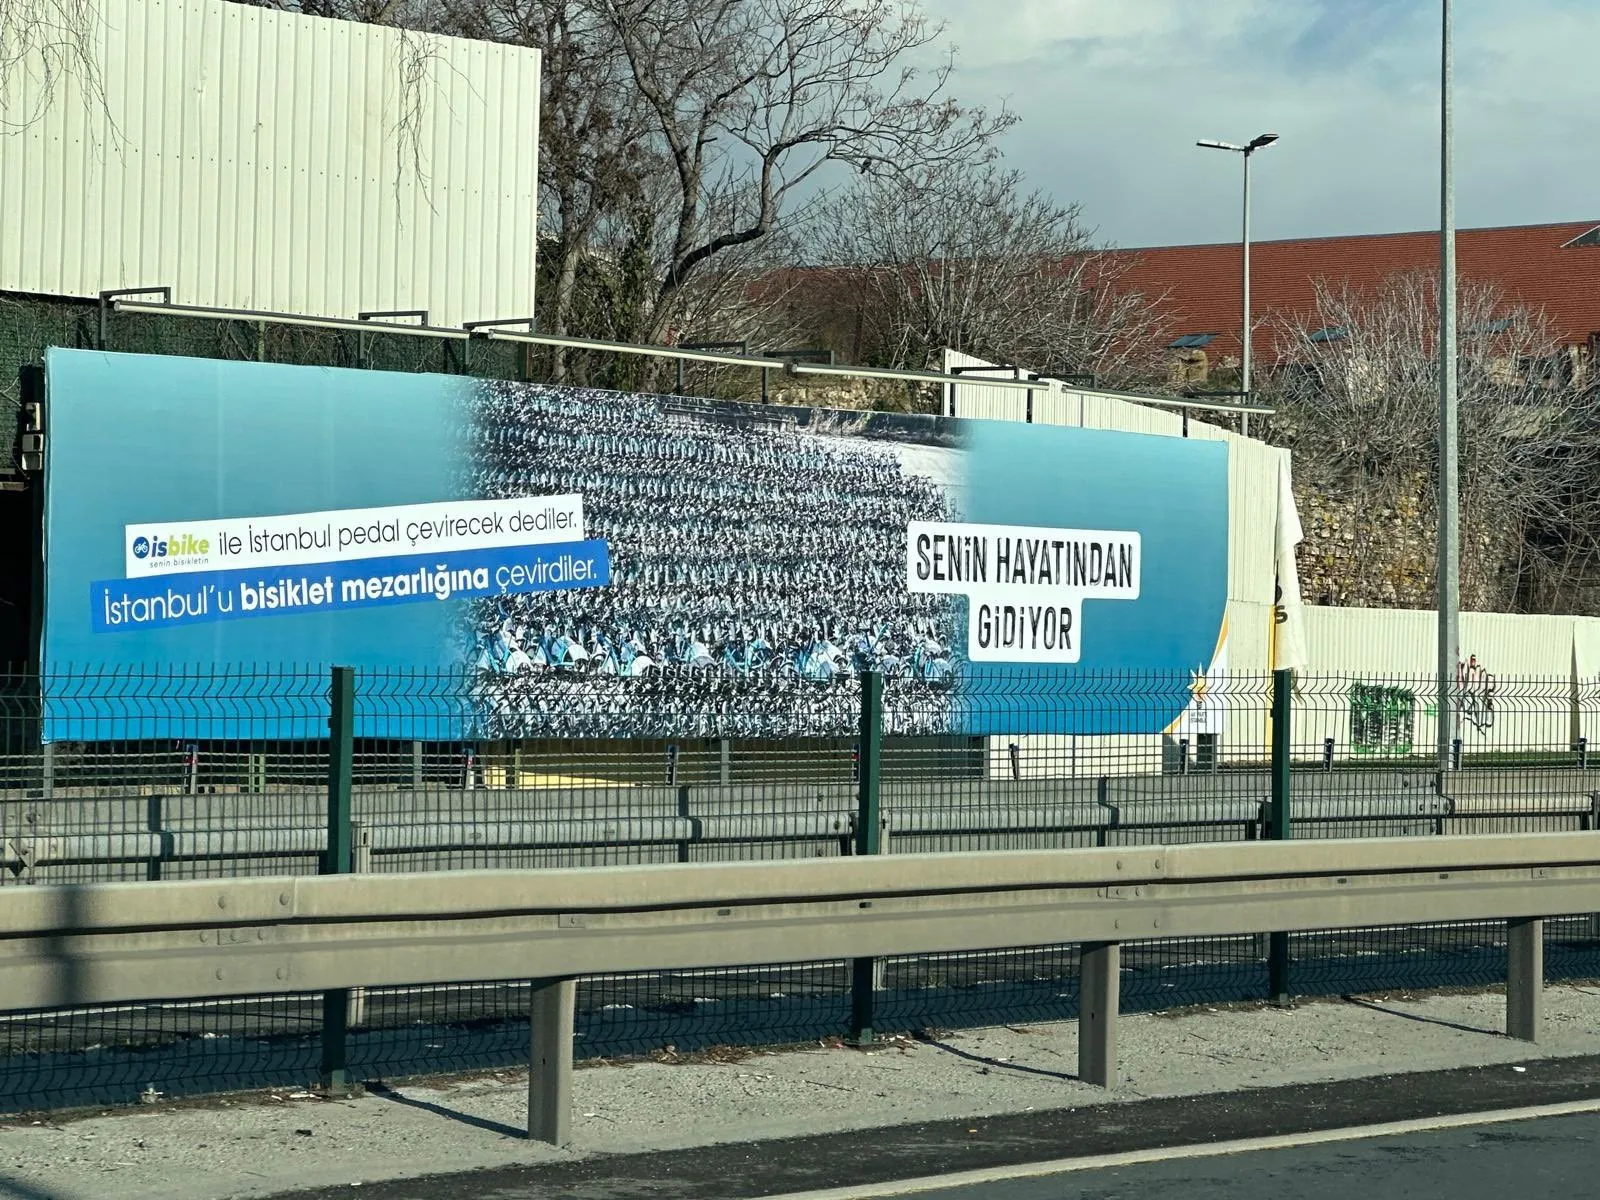 isbike ile İstanbul pedal çevirecek dediler.
senin bisikletin
İstanbul'u bisiklet mezarlığına çevirdiler.
SENİN HAYATINDAN
GİDİYOR